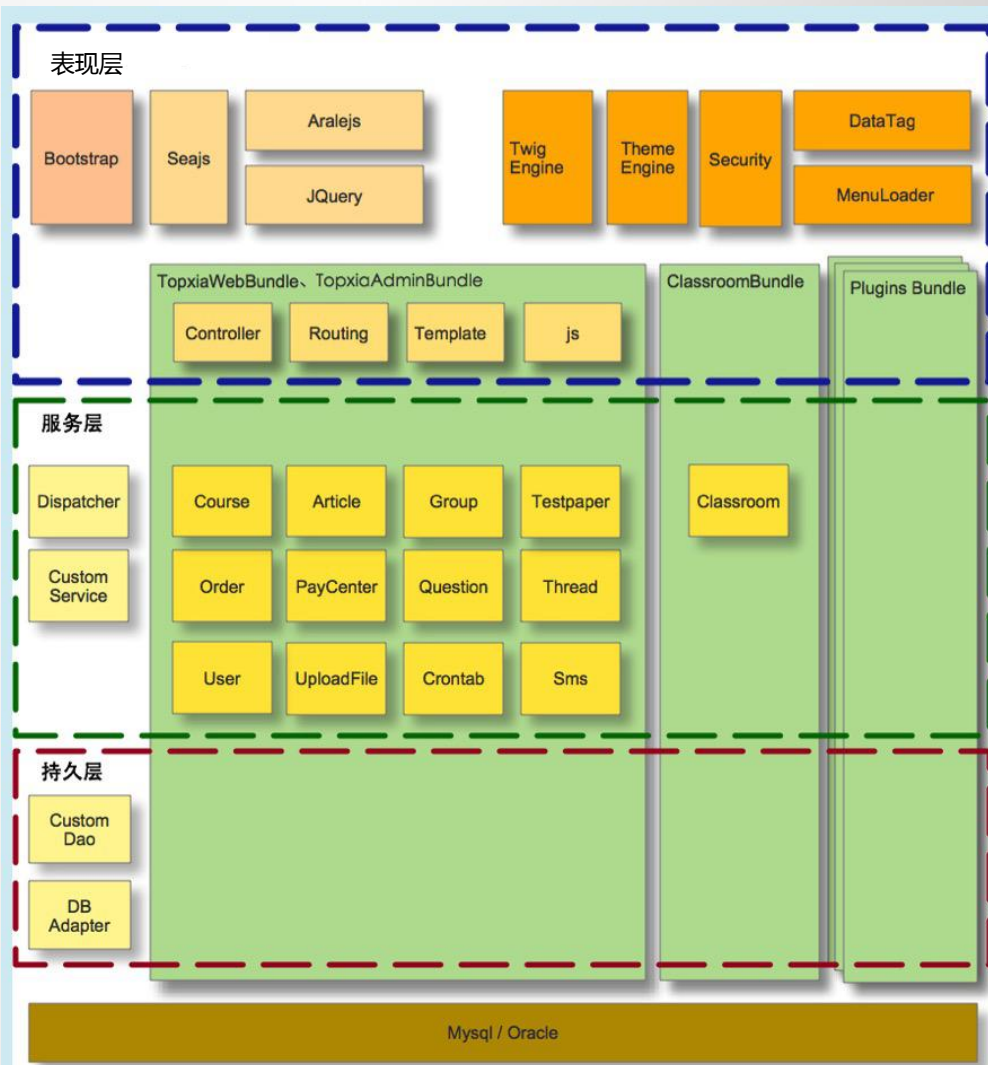 表现层
Bootstrap
Seajs
Aralejs
JQuery
Twig
Engine
Theme
Engine
Security
DataTag
MenuLoader
TopxiaWebBundle、TopxiaAdminBundle
ClassroomBundle
Plugins Bundle
Controller
Routing
Template
js
服务层
Dispatcher
Course
Article
Group
Testpaper
Classroom
Custom
Service
Order
PayCenter
Question
Thread
User
UploadFile
Crontab
Sms
持久层
Custom
Dao
DB
Adapter
Mysql / Oracle